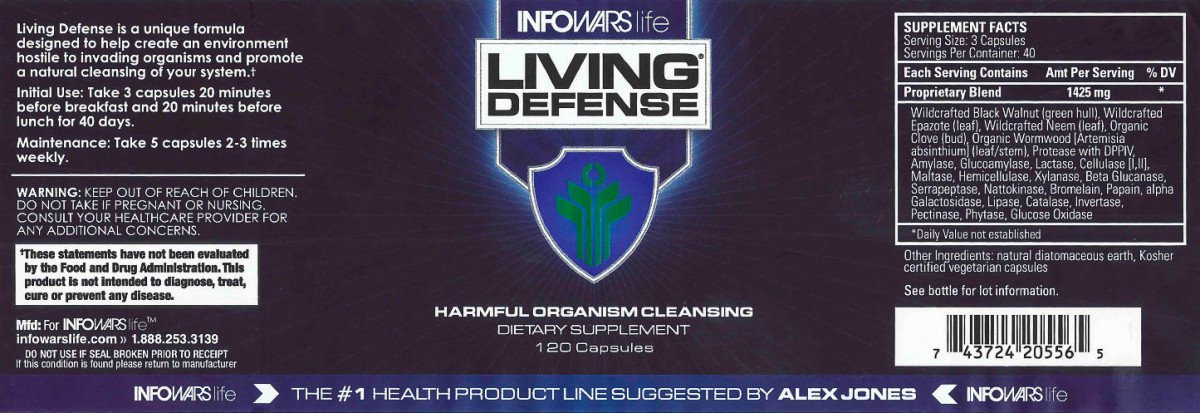 Living Defense is a unique formula
designed to help create an environment
hostile to invading organisms and promote
a natural cleansing of your system.†
Initial Use: Take 3 capsules 20 minutes
before breakfast and 20 minutes before
lunch for 40 days.
Maintenance: Take 5 capsules 2-3 times
weekly.
WARNING: KEEP OUT OF REACH OF CHILDREN.
DO NOT TAKE IF PREGNANT OR NURSING.
CONSULT YOUR HEALTHCARE PROVIDER FOR
ANY ADDITIONAL CONCERNS.
†These statements have not been evaluated
by the Food and Drug Administration. This
product is not intended to diagnose, treat,
cure or prevent any disease.
Mfd: For INFOWARS life™
infowarslife.com » 1.888.253.3139
DO NOT USE IF SEAL BROKEN PRIOR TO RECEIPT
If this condition is found please return to manufacturer
INFOWARS life
LIVING®
DEFENSE
HARMFUL ORGANISM CLEANSING
DIETARY SUPPLEMENT
120 Capsules
SUPPLEMENT FACTS
Serving Size: 3 Capsules
Servings Per Container: 40
Each Serving Contains Amt Per Serving % DV
Proprietary Blend 1425 mg *
Wildcrafted Black Walnut (green hull), Wildcrafted
Epazote (leaf), Wildcrafted Neem (leaf), Organic
Clove (bud), Organic Wormwood [Artemisia
absinthium] (leaf/stem), Protease with DPPIV,
Amylase, Glucoamylase, Lactase, Cellulase [I,II],
Maltase, Hemicellulase, Xylanase, Beta Glucanase,
Serrapeptase, Nattokinase, Bromelain, Papain, alpha
Galactosidase, Lipase, Catalase, Invertase,
Pectinase, Phytase, Glucose Oxidase
*Daily Value not established
Other Ingredients: natural diatomaceous earth, Kosher
certified vegetarian capsules
See bottle for lot information.
7 43724 20556 5
INFOWARS life THE #1 HEALTH PRODUCT LINE SUGGESTED BY ALEX JONES INFOWARS life